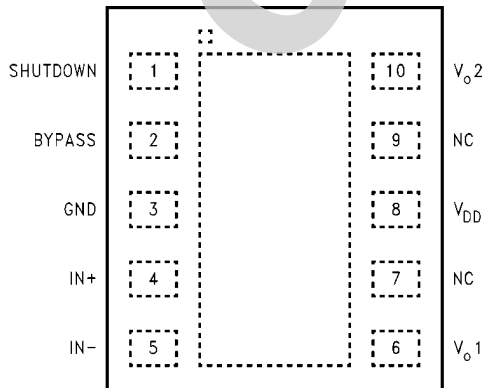 SHUTDOWN 1 10 Vo2
BYPASS 2 9 NC
GND 3 8 VDD
IN+ 4 7 NC
IN- 5 6 Vo1